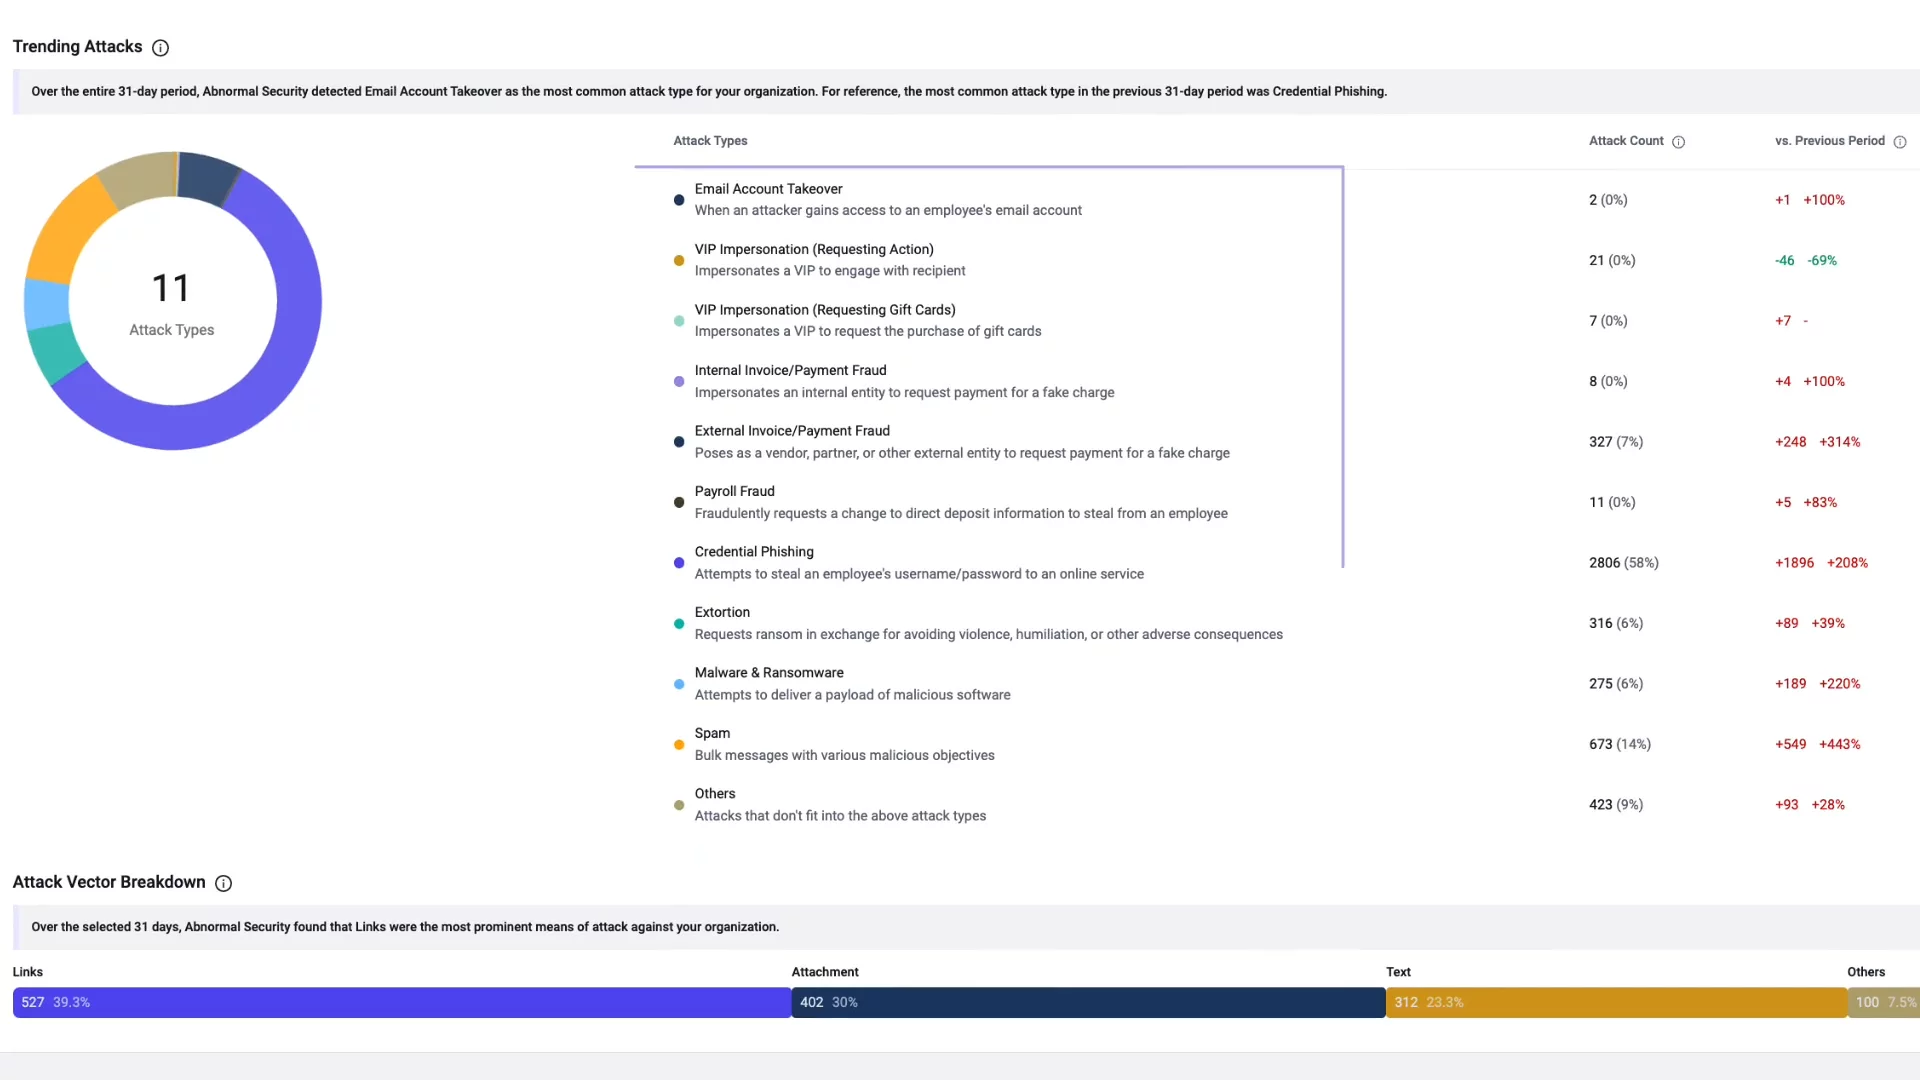 Trending Attacks
Over the entire 31-day period, Abnormal Security detected Email Account Takeover as the most common attack type for your organization. For reference, the most common attack type in the previous 31-day period was Credential Phishing.
11
Attack Types
Attack Types Attack Count vs. Previous Period
Email Account Takeover
When an attacker gains access to an employee's email account
2 (0%) +1 +100%
VIP Impersonation (Requesting Action)
Impersonates a VIP to engage with recipient
21 (0%) -46 -69%
VIP Impersonation (Requesting Gift Cards)
Impersonates a VIP to request the purchase of gift cards
7 (0%) +7 -
Internal Invoice/Payment Fraud
Impersonates an internal entity to request payment for a fake charge
8 (0%) +4 +100%
External Invoice/Payment Fraud
Poses as a vendor, partner, or other external entity to request payment for a fake charge
327 (7%) +248 +314%
Payroll Fraud
Fraudulently requests a change to direct deposit information to steal from an employee
11 (0%) +5 +83%
Credential Phishing
Attempts to steal an employee's username/password to an online service
2806 (58%) +1896 +208%
Extortion
Requests ransom in exchange for avoiding violence, humiliation, or other adverse consequences
316 (6%) +89 +39%
Malware & Ransomware
Attempts to deliver a payload of malicious software
275 (6%) +189 +220%
Spam
Bulk messages with various malicious objectives
673 (14%) +549 +443%
Others
Attacks that don't fit into the above attack types
423 (9%) +93 +28%
Attack Vector Breakdown
Over the selected 31 days, Abnormal Security found that Links were the most prominent means of attack against your organization.
Links Attachment Text Others
527 39.3% 402 30% 312 23.3% 100 7.5%